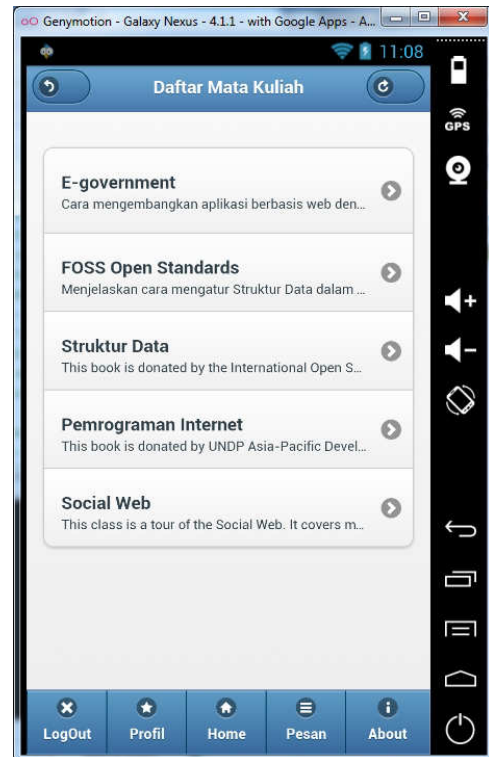 Genymotion - Galaxy Nexus - 4.1.1 - with Google Apps - A...
11:08
Daftar Mata Kuliah
GPS
E-government
Cara mengembangkan aplikasi berbasis web den...
FOSS Open Standards
Menjelaskan cara mengatur Struktur Data dalam ...
Struktur Data
This book is donated by the International Open S...
Pemrograman Internet
This book is donated by UNDP Asia-Pacific Devel...
Social Web
This class is a tour of the Social Web. It covers m...
LogOut Profil Home Pesan About